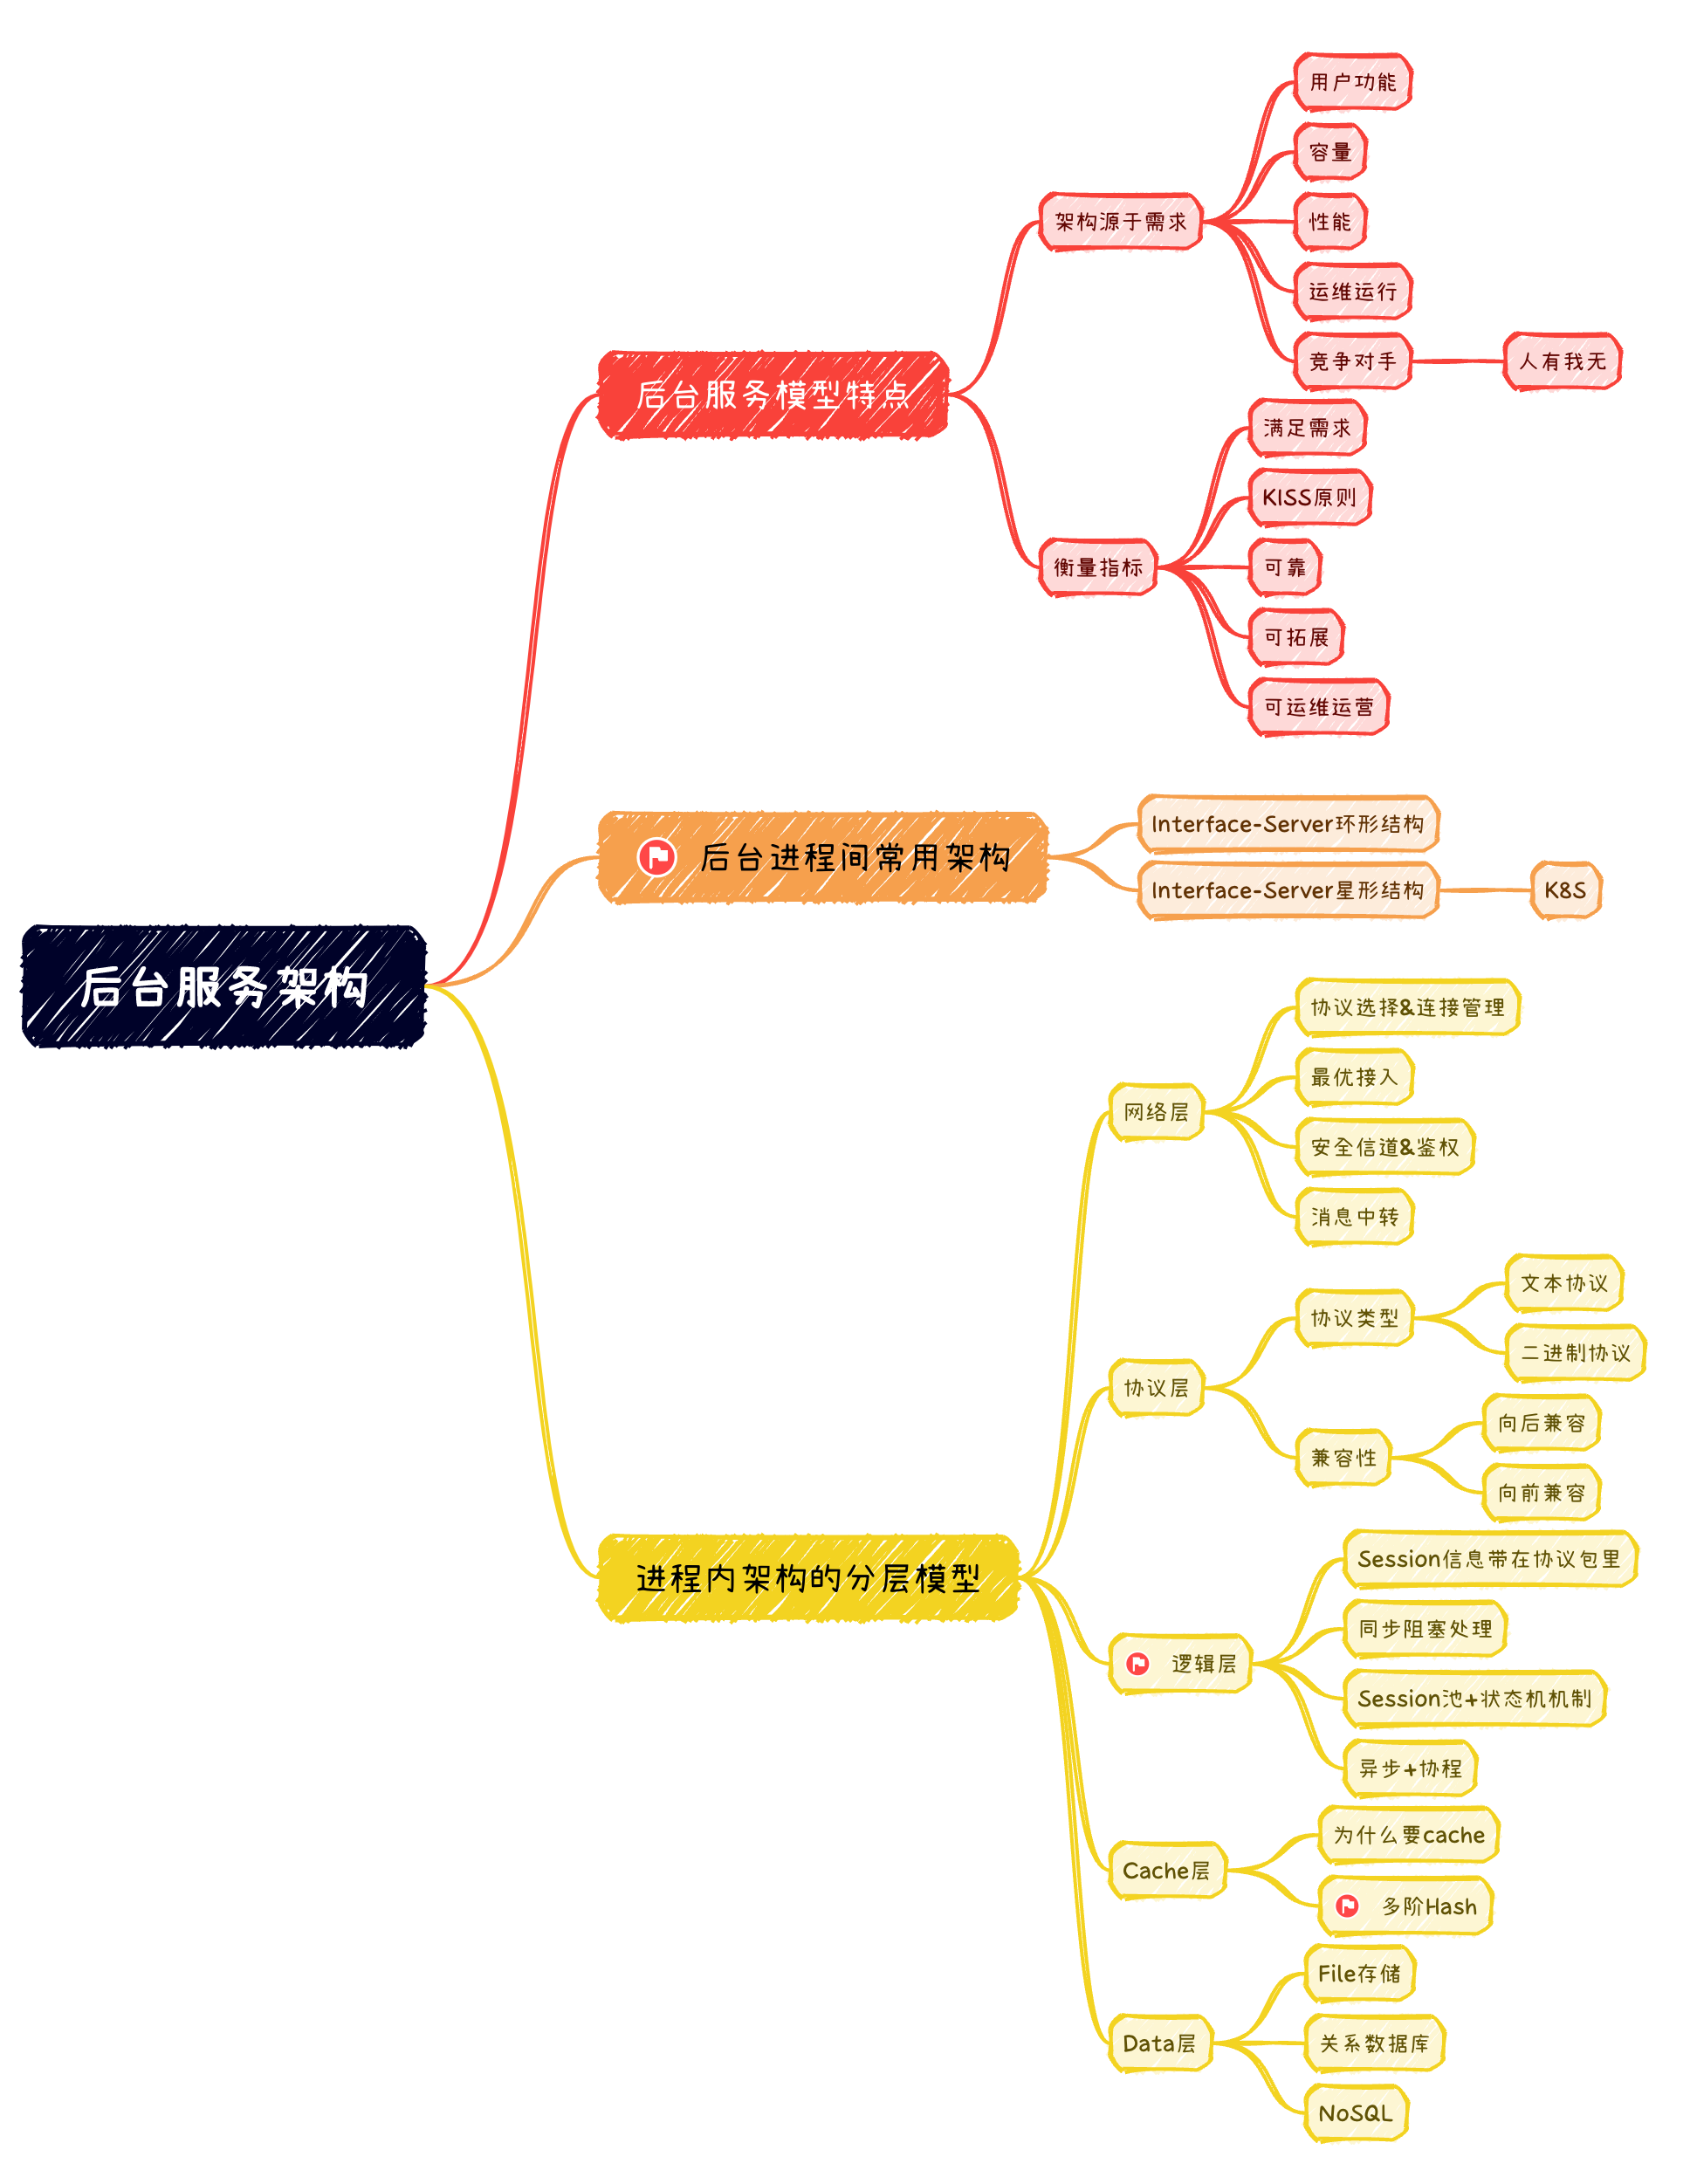 后台服务架构
后台服务模型特点
架构源于需求
用户功能
容量
性能
运维运行
竞争对手
人有我无
衡量指标
满足需求
KISS原则
可靠
可拓展
可运维运营
后台进程间常用架构
Interface-Server环形结构
Interface-Server星形结构
K8S
进程内架构的分层模型
网络层
协议选择&连接管理
最优接入
安全信道&鉴权
消息中转
协议层
协议类型
文本协议
二进制协议
兼容性
向后兼容
向前兼容
逻辑层
Session信息带在协议包里
同步阻塞处理
Session池+状态机机制
异步+协程
Cache层
为什么要cache
多阶Hash
Data层
File存储
关系数据库
NoSQL